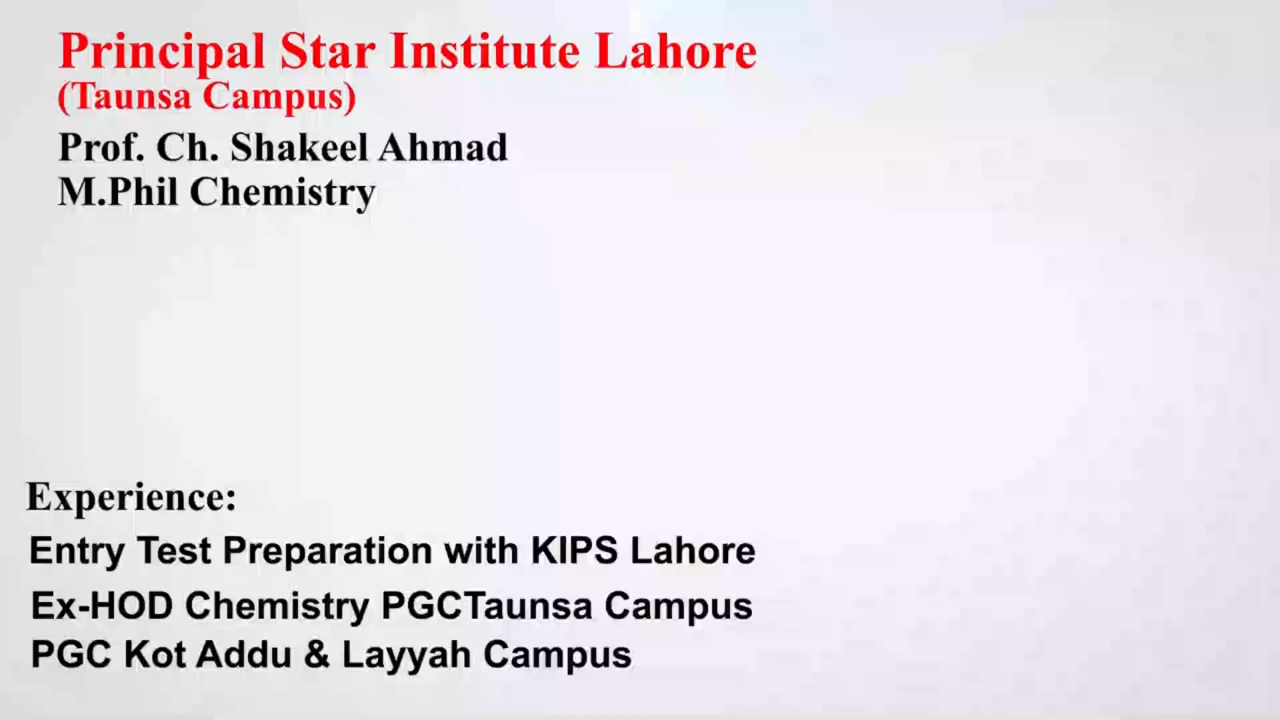 Principal Star Institute Lahore
(Taunsa Campus)
Prof. Ch. Shakeel Ahmad
M.Phil Chemistry
Experience:
Entry Test Preparation with KIPS Lahore
Ex-HOD Chemistry PGCTaunsa Campus
PGC Kot Addu & Layyah Campus